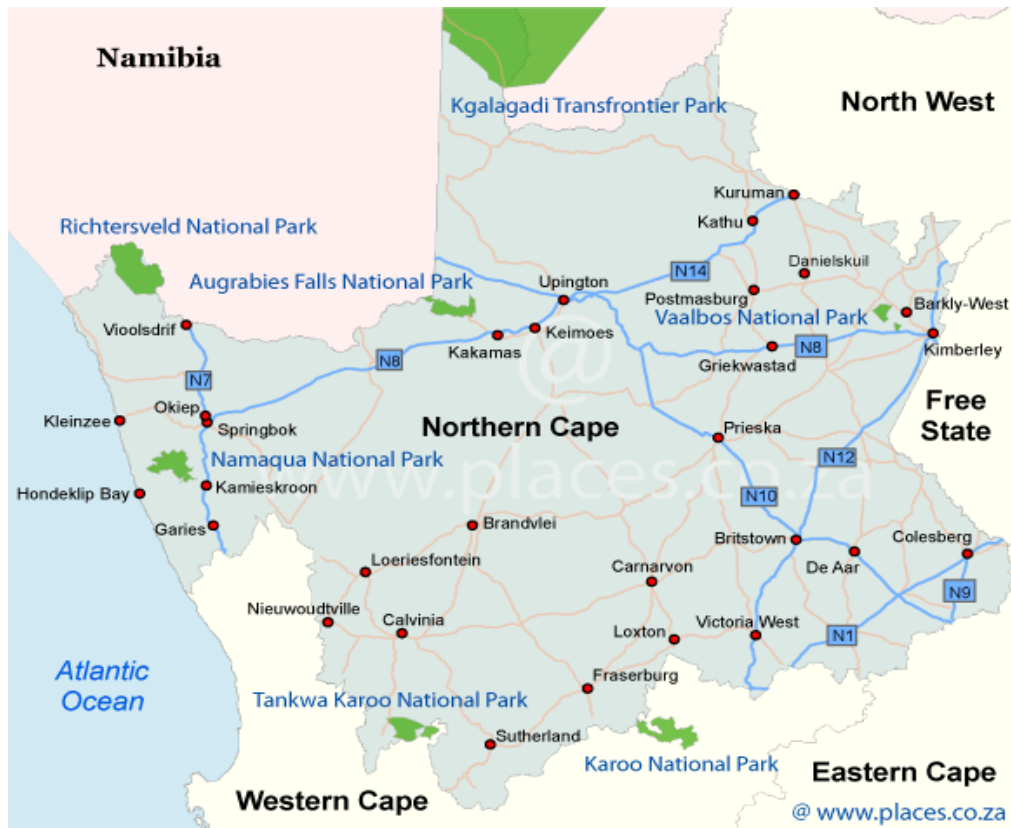 Namibia
Kgalagadi Transfrontier Park
North West
Kuruman
Kathu
Richtersveld National Park
Danielskuil
N14
Augrabies Falls National Park
Upington
Postmasburg
Barkly-West
Vaalbos National Park
Vioolsdrif
Keimoes
Kakamas
N8
Kimberley
N8
Griekwastad
@
N7
Okiep
Kleinzee
Springbok
Northern Cape
Prieska
Free
State
Namaqua National Park
N12
www.places.co.za
Kamieskroon
Hondeklip Bay
N10
Garies
Brandvlei
Britstown
Colesberg
Loeriesfontein
Carnarvon
De Aar
N9
Nieuwoudtville
Calvinia
Loxton
Victoria West
N1
Atlantic
Ocean
Fraserburg
Tankwa Karoo National Park
Sutherland
Karoo National Park
Eastern Cape
Western Cape
@ www.places.co.za